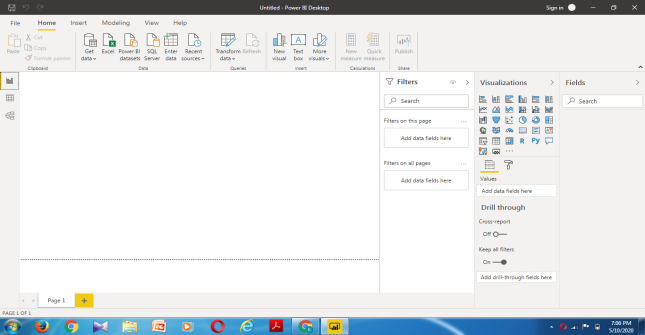 Untitled - Power BI Desktop
Sign in
File Home Insert Modeling View Help
Paste
Cut
Copy
Format painter
Clipboard
Get data
Excel
Power BI datasets
SQL Server
Enter data
Recent sources
Data
Transform data
Refresh
Queries
New visual
Text box
More visuals
Insert
New measure
Quick measure
Calculations
Publish
Share
Filters
Search
Filters on this page
...
Add data fields here
Filters on all pages
...
Add data fields here
Visualizations
R Py
...
Values
Add data fields here
Drill through
Cross-report
Off
Keep all filters
On
Add drill-through fields here
Fields
Search
Page 1
+
PAGE 1 OF 1
7:06 PM
5/10/2020